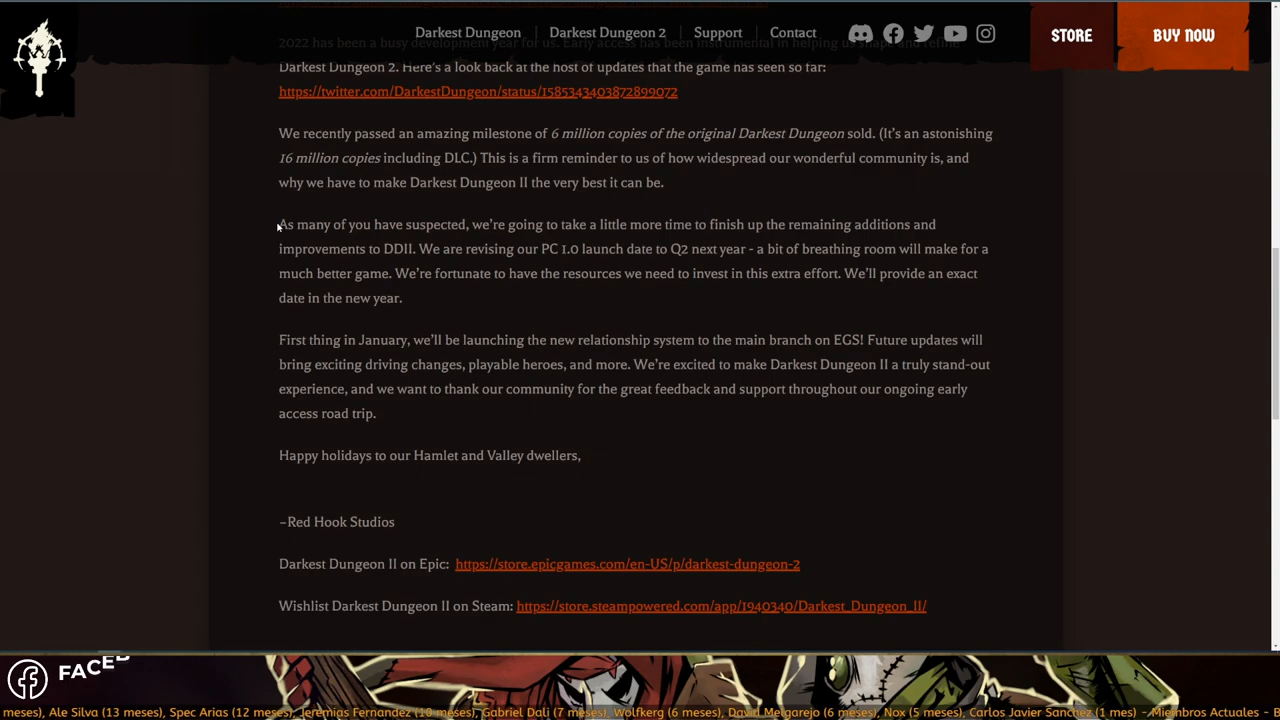 Darkest Dungeon | Darkest Dungeon 2 | Support | Contact
STORE
BUY NOW
2022 has been a busy development year for us. Early access has been instrumental in helping us shape and refine
Darkest Dungeon 2. Here's a look back at the host of updates that the game has seen so far:
https://twitter.com/DarkestDungeon/status/1585343403872899072
We recently passed an amazing milestone of 6 million copies of the original Darkest Dungeon sold. (It's an astonishing
16 million copies including DLC.) This is a firm reminder to us of how widespread our wonderful community is, and
why we have to make Darkest Dungeon II the very best it can be.
As many of you have suspected, we're going to take a little more time to finish up the remaining additions and
improvements to DDII. We are revising our PC 1.0 launch date to Q2 next year - a bit of breathing room will make for a
much better game. We're fortunate to have the resources we need to invest in this extra effort. We'll provide an exact
date in the new year.
First thing in January, we'll be launching the new relationship system to the main branch on EGS! Future updates will
bring exciting driving changes, playable heroes, and more. We're excited to make Darkest Dungeon II a truly stand-out
experience, and we want to thank our community for the great feedback and support throughout our ongoing early
access road trip.
Happy holidays to our Hamlet and Valley dwellers,
–Red Hook Studios
Darkest Dungeon II on Epic: https://store.epicgames.com/en-US/p/darkest-dungeon-2
Wishlist Darkest Dungeon II on Steam: https://store.steampowered.com/app/1940340/Darkest_Dungeon_II/
FACEB
meses), Ale Silva (13 meses), Spec Arias (12 meses), Jeremias Fernandez (10 meses), Gabriel Dali (7 meses), Wolfkerg (6 meses), David Melgarejo (6 meses), Nox (5 meses), Carlos Javier Sanchez (1 mes) - Miembros Actuales -